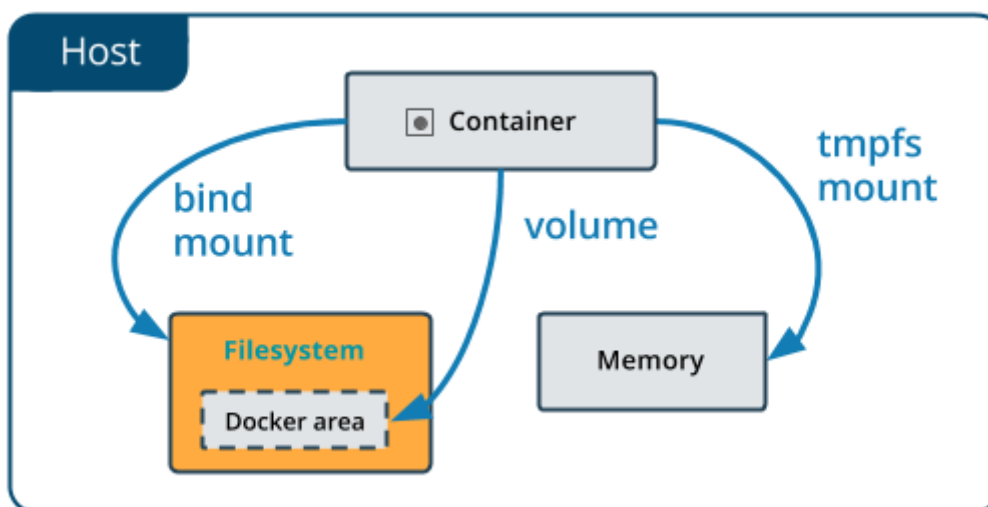 Host
Container
bind
mount
volume
tmpfs
mount
Filesystem
Docker area
Memory